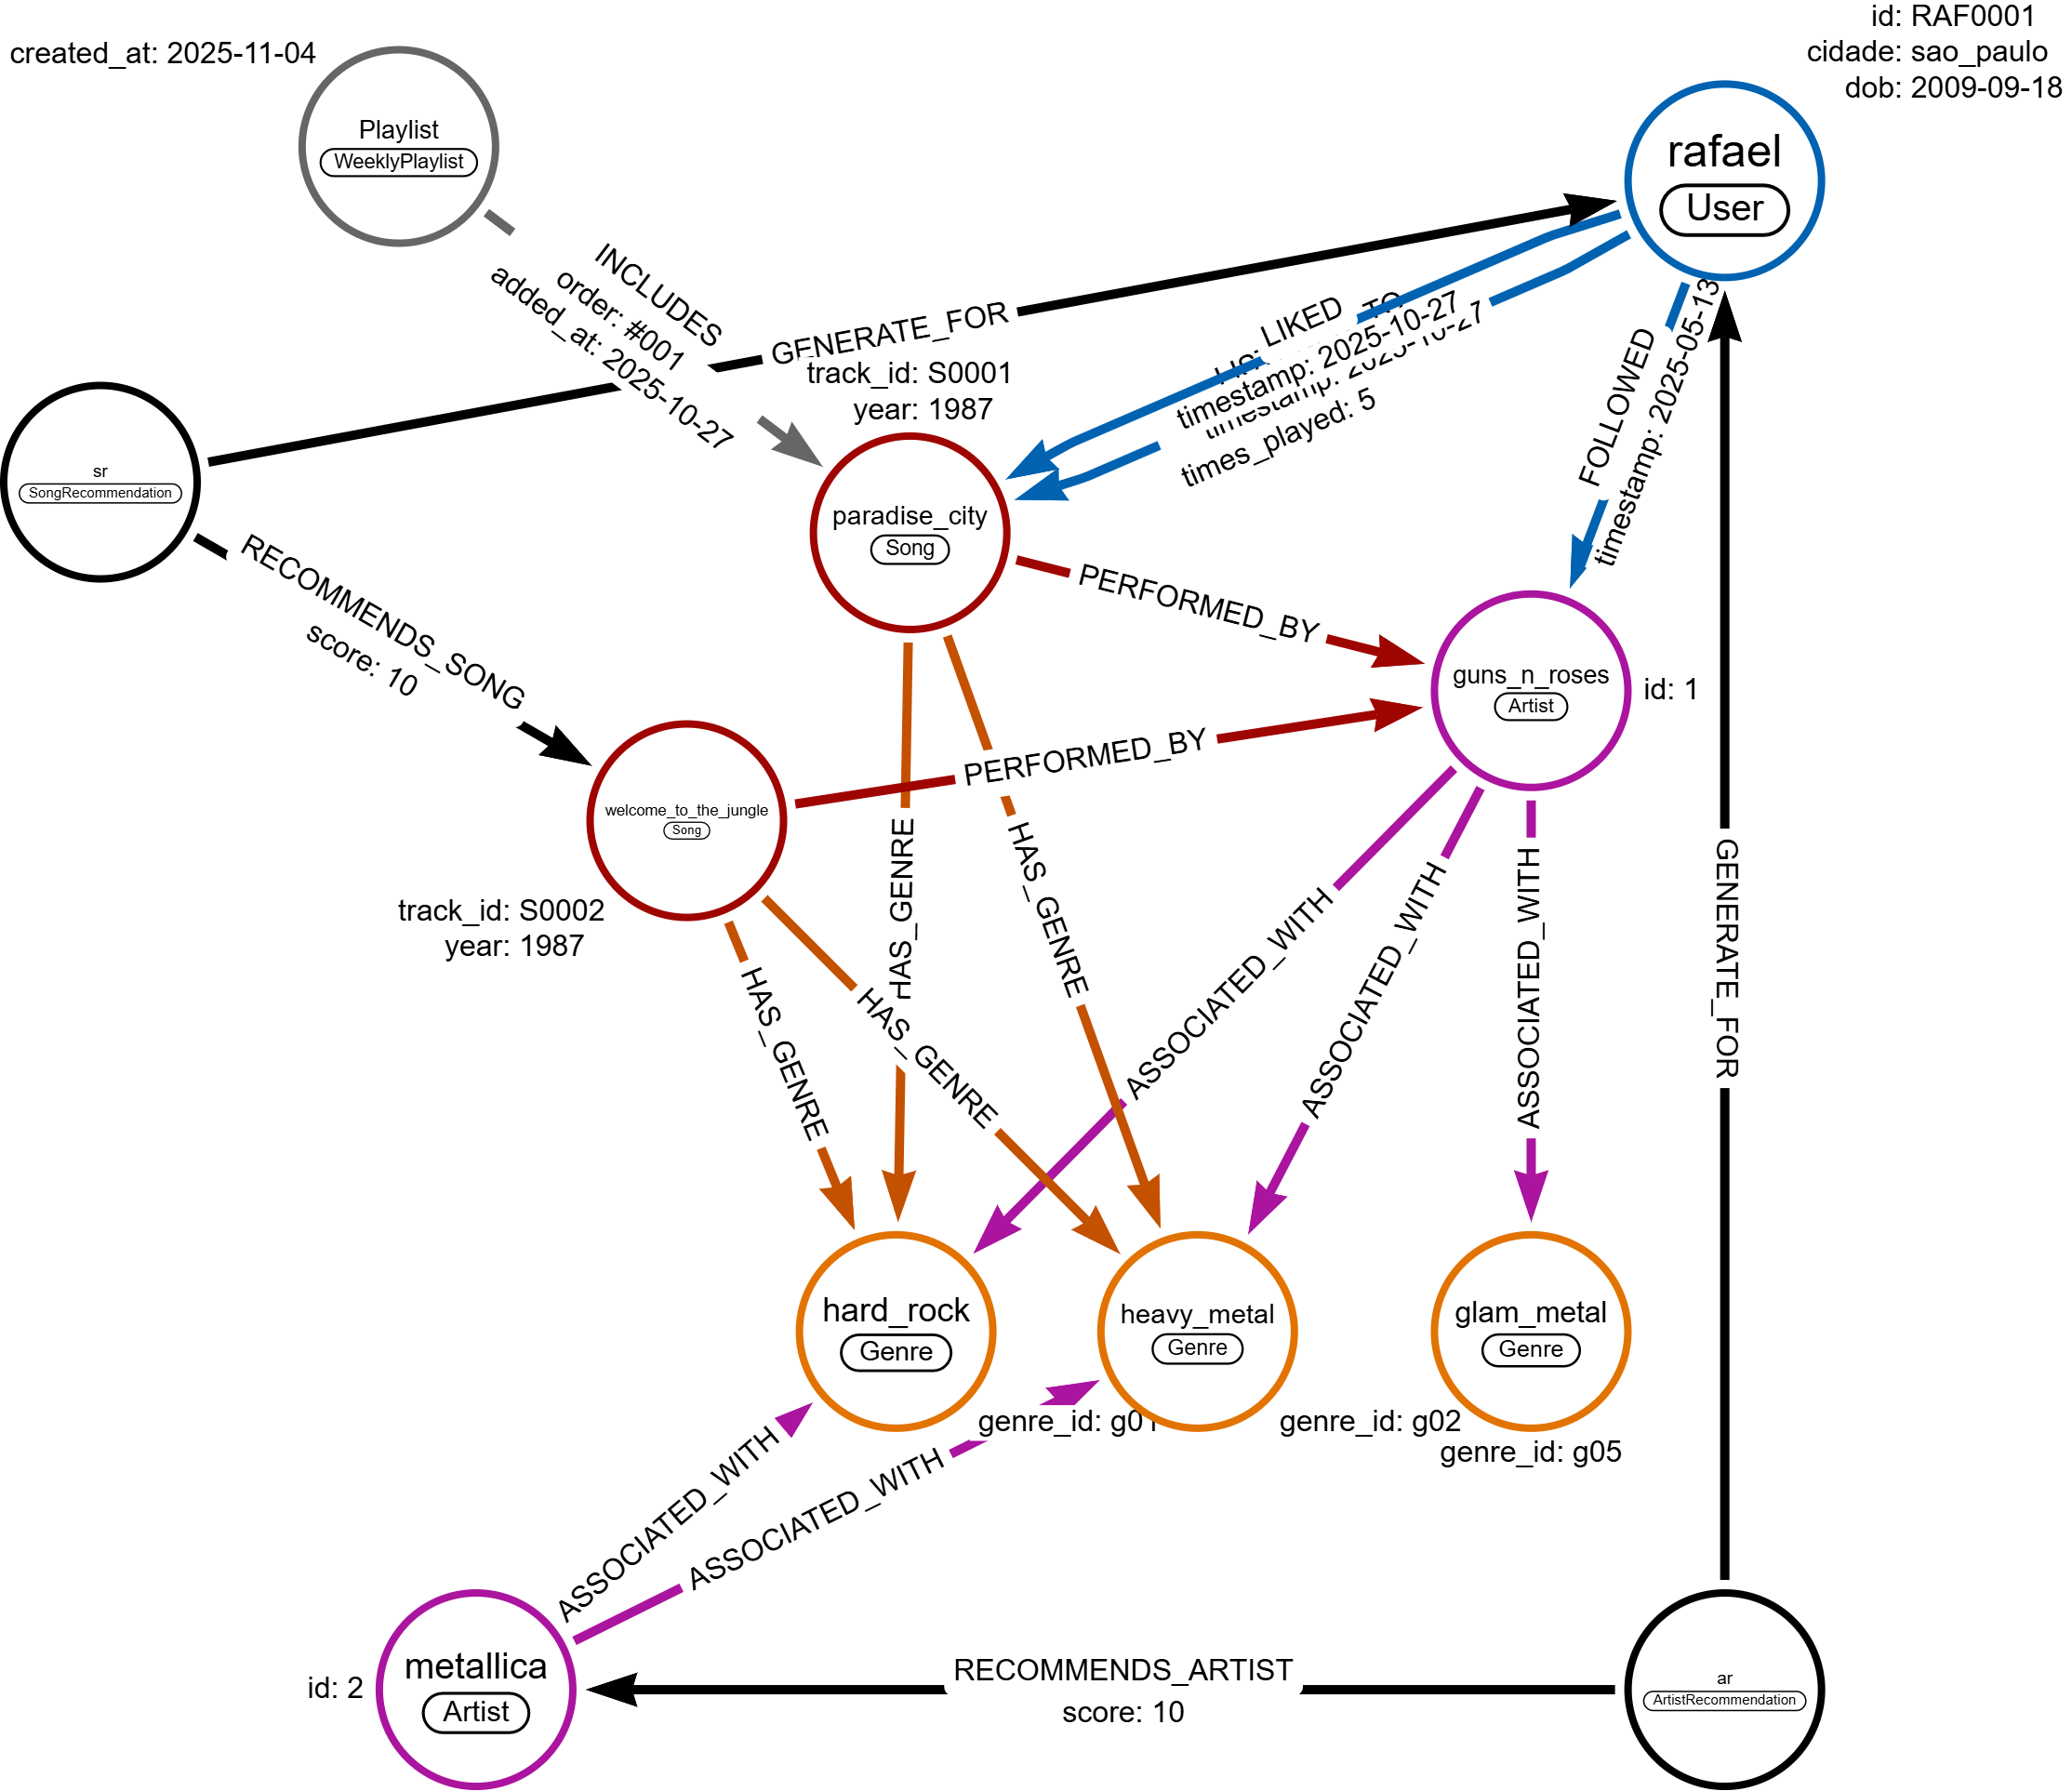 id: RAF0001
cidade: sao_paulo
dob: 2009-09-18
created_at: 2025-11-04
Playlist
WeeklyPlaylist
rafael
User
INCLUDES
order: #001
added_at: 2025-10-27
GENERATE_FOR
LIKED
timestamp: 2025-10-27
timestamp: 2025-10-27
times_played: 5
FOLLOWED
timestamp: 2025-05-13
track_id: S0001
year: 1987
sr
SongRecommendation
paradise_city
Song
RECOMMENDS_SONG
score: 10
PERFORMED_BY
guns_n_roses
Artist
id: 1
PERFORMED_BY
welcome_to_the_jungle
Song
track_id: S0002
year: 1987
HAS_GENRE
HAS_GENRE
HAS_GENRE
HAS_GENRE
ASSOCIATED_WITH
ASSOCIATED_WITH
ASSOCIATED_WITH
GENERATE_FOR
hard_rock
Genre
heavy_metal
Genre
glam_metal
Genre
genre_id: g01
genre_id: g02
genre_id: g05
ASSOCIATED_WITH
ASSOCIATED_WITH
metallica
Artist
id: 2
RECOMMENDS_ARTIST
score: 10
ar
ArtistRecommendation